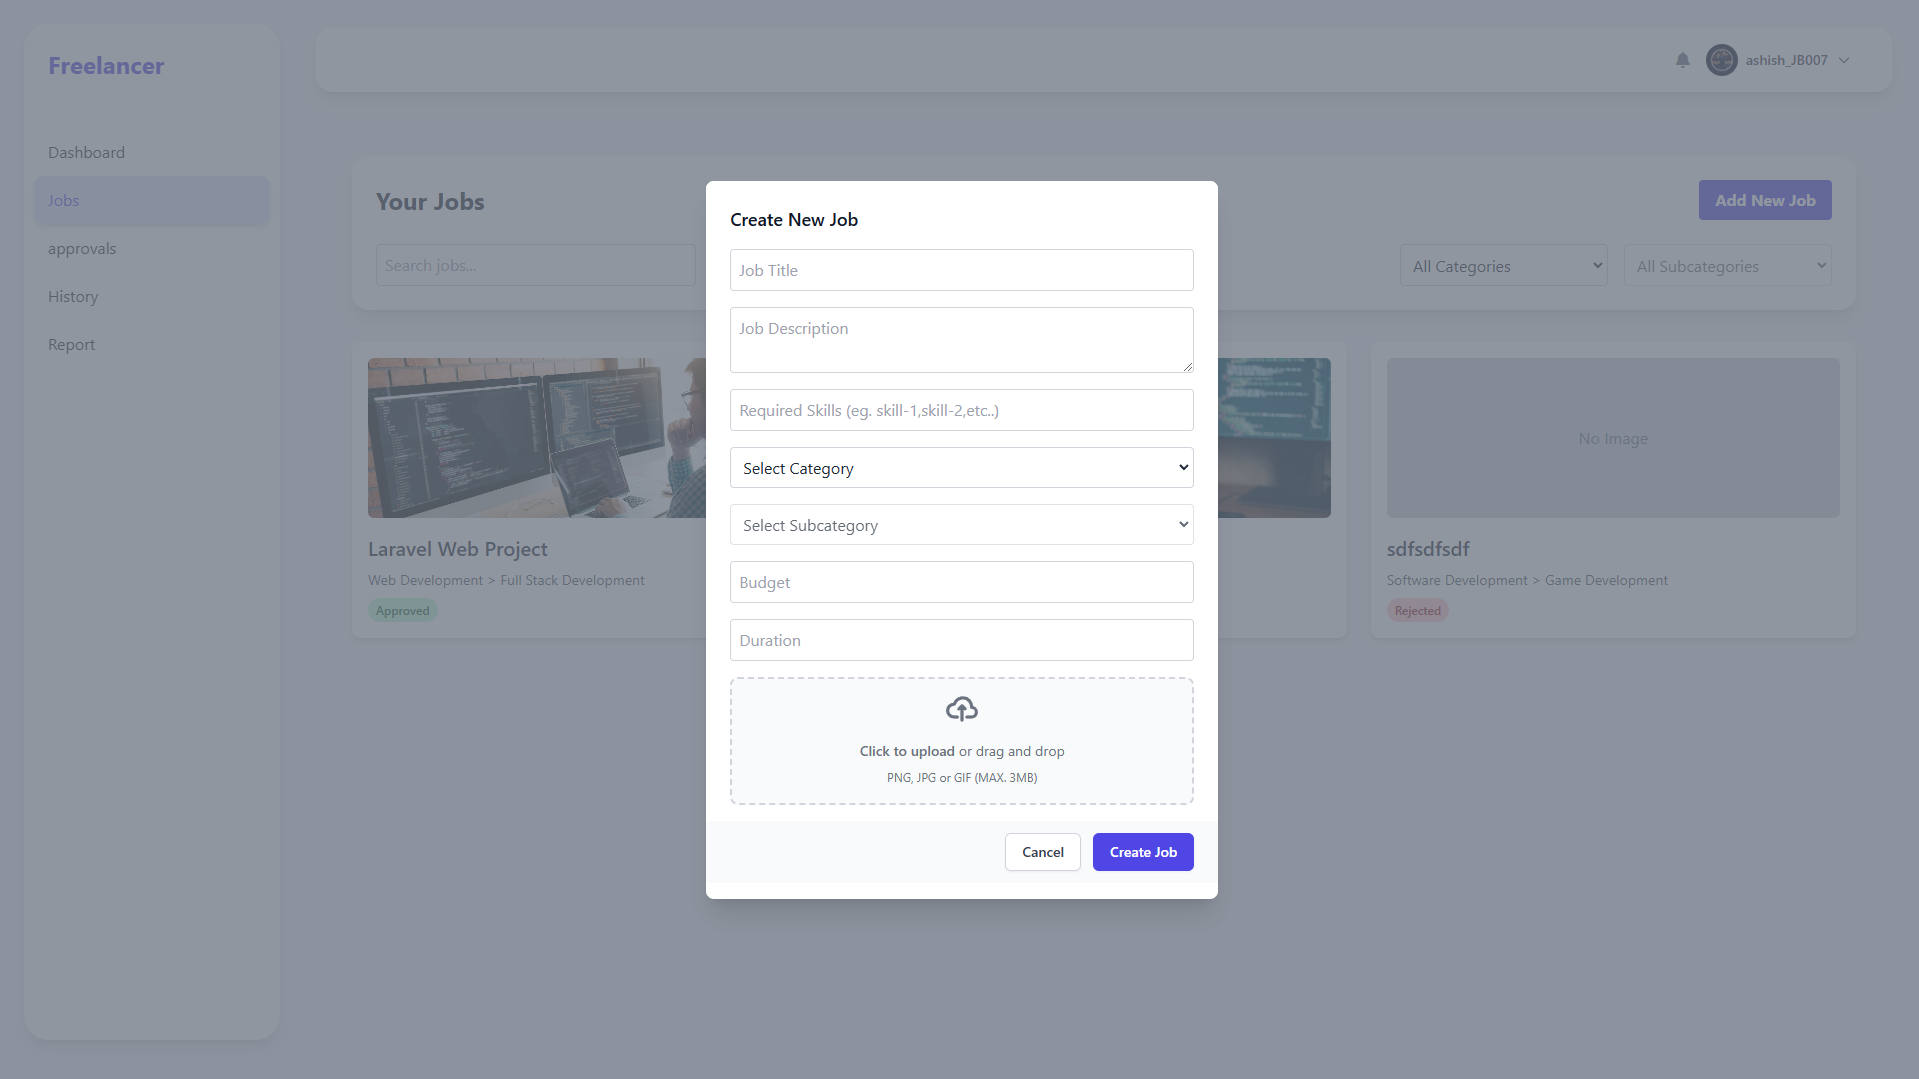 Freelancer
ashish_JB007
Dashboard
Jobs
approvals
History
Report
Your Jobs
Add New Job
Search jobs...
All Categories
All Subcategories
Laravel Web Project
Web Development > Full Stack Development
Approved
No Image
sdfsdfsdf
Software Development > Game Development
Rejected
Create New Job
Job Title
Job Description
Required Skills (eg. skill-1,skill-2,etc..)
Select Category
Select Subcategory
Budget
Duration
Click to upload or drag and drop
PNG, JPG or GIF (MAX. 3MB)
Cancel
Create Job